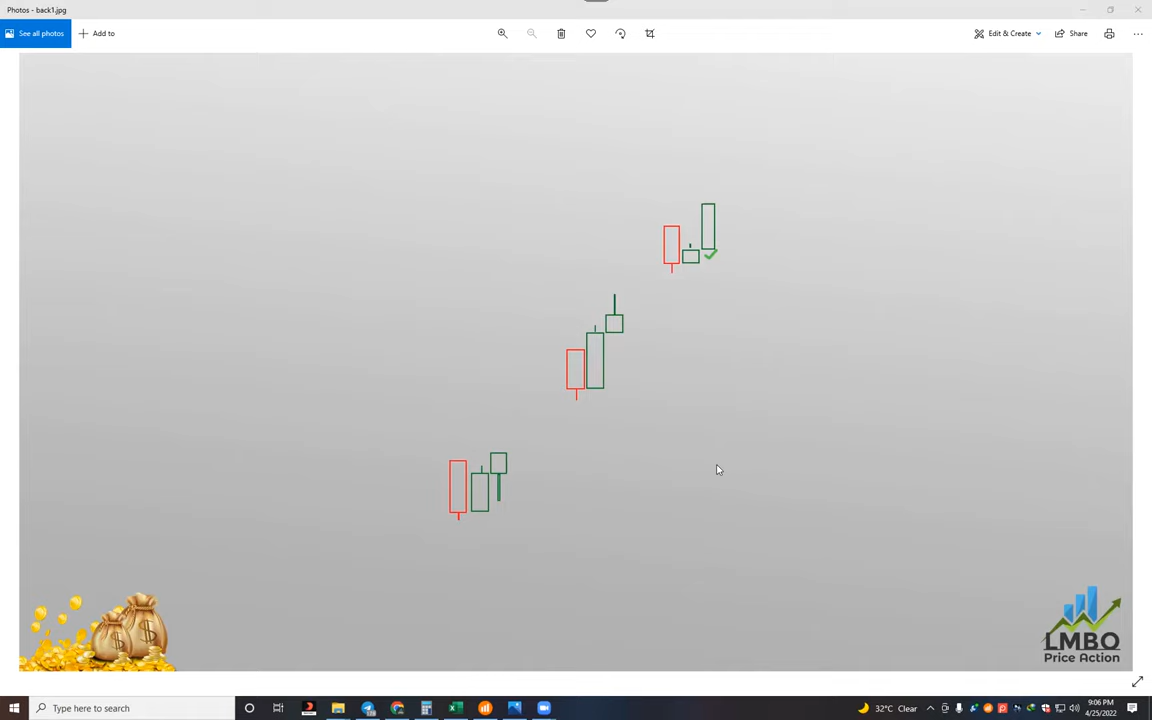 Photos - back1.jpg
See all photos
Add to
Edit & Create
Share
$
$
LMBO
Price Action
Type here to search
32°C Clear
9:06 PM
4/25/2022